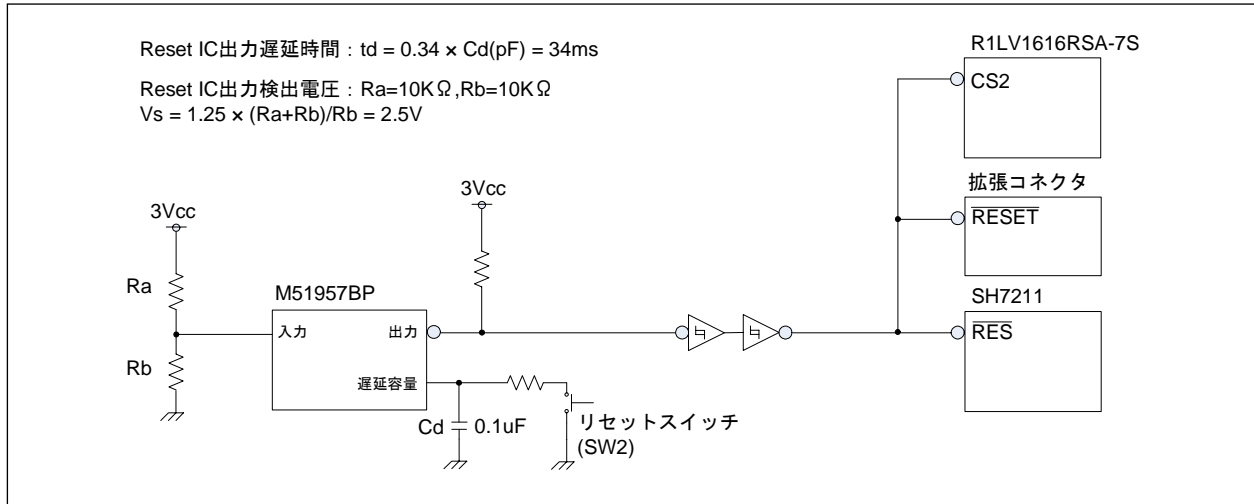 Reset IC出力遅延時間：td = 0.34 × Cd(pF) = 34ms
Reset IC出力検出電圧：Ra=10KΩ,Rb=10KΩ
Vs = 1.25 × (Ra+Rb)/Rb = 2.5V
R1LV1616RSA-7S
CS2
拡張コネクタ
RESET
SH7211
RES
3Vcc
3Vcc
Ra
Rb
M51957BP
入力
出力
遅延容量
Cd
0.1uF
リセットスイッチ
(SW2)